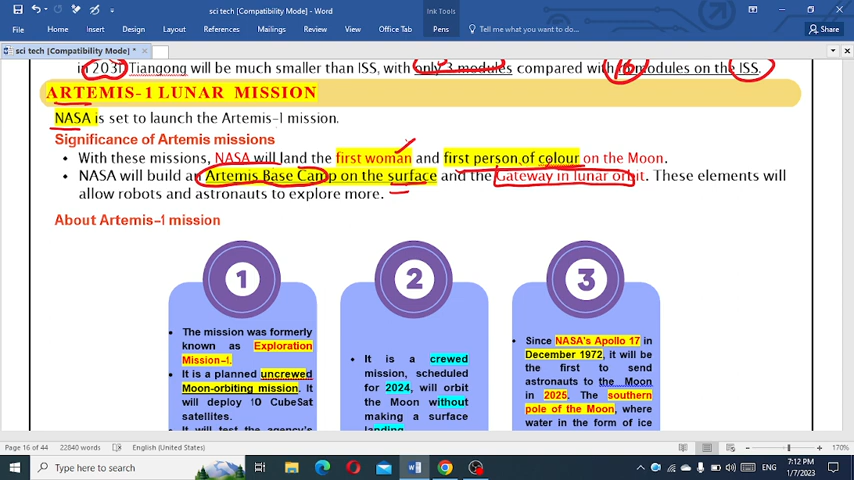 sci tech [Compatibility Mode] - Word
Ink Tools
File
Home
Insert
Design
Layout
References
Mailings
Review
View
Office Tab
Pens
Tell me what you want to do...
Share
sci tech [Compatibility Mode] *
in 2031. Tiangong will be much smaller than ISS, with only 3 modules compared with 16 modules on the ISS.
ARTEMIS-1 LUNAR MISSION
NASA is set to launch the Artemis-1 mission.
Significance of Artemis missions
• With these missions, NASA will land the first woman and first person of colour on the Moon.
• NASA will build an Artemis Base Camp on the surface and the Gateway in lunar orbit. These elements will
allow robots and astronauts to explore more.
About Artemis-1 mission
1
• The mission was formerly
known as Exploration
Mission-1.
• It is a planned uncrewed
Moon-orbiting mission. It
will deploy 10 CubeSat
satellites.
• It will test the agency's
2
• It is a crewed
mission, scheduled
for 2024, will orbit
the Moon without
making a surface
landing.
3
• Since NASA's Apollo 17 in
December 1972, it will be
the first to send
astronauts to the Moon
in 2025. The southern
pole of the Moon, where
water in the form of ice
Page 16 of 44
22840 words
English (United States)
170%
Type here to search
ENG
7:12 PM
1/7/2023